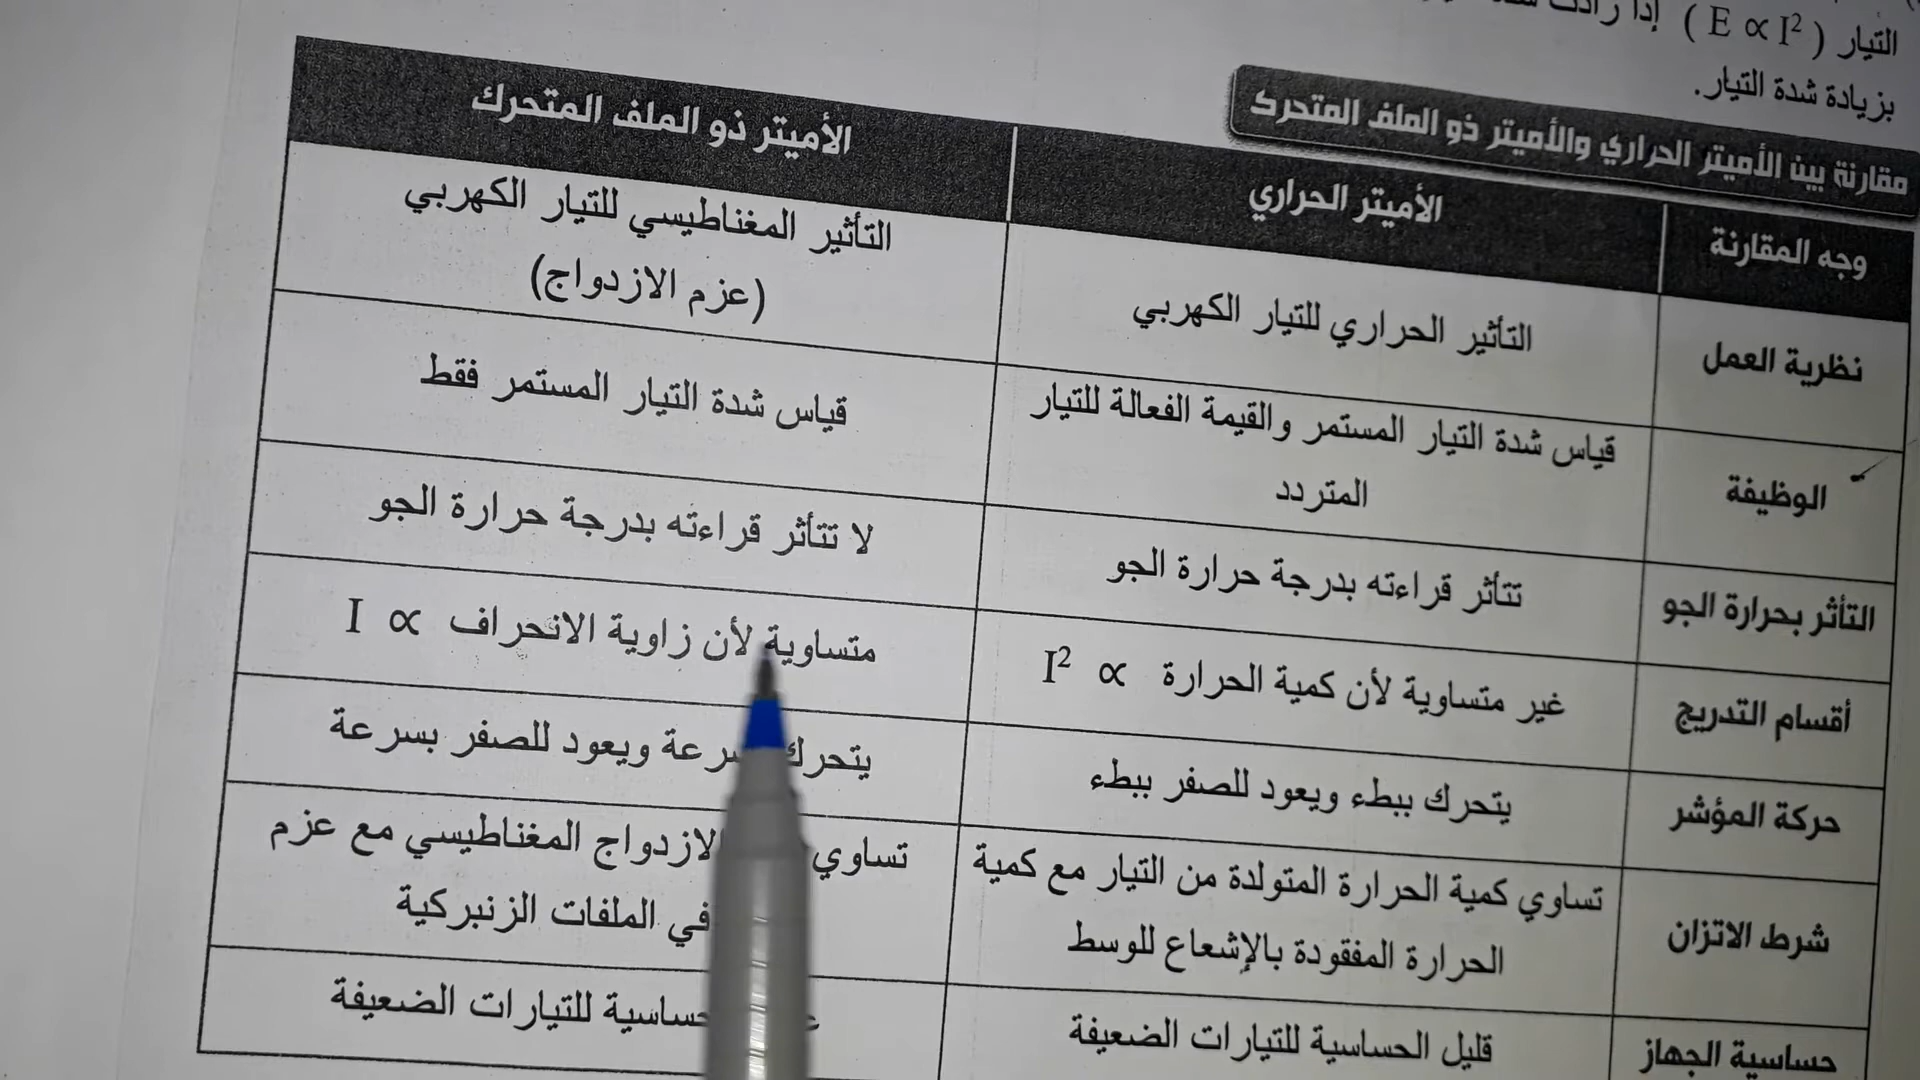 التيار ( E ∝ I² ) إذا زادت
بزيادة شدة التيار.
مقارنة بين الأميتر الحراري والأميتر ذو الملف المتحرك
وجه المقارنة
الأميتر الحراري
الأميتر ذو الملف المتحرك
نظرية العمل
التأثير الحراري للتيار الكهربي
التأثير المغناطيسي للتيار الكهربي
(عزم الازدواج)
الوظيفة
قياس شدة التيار المستمر والقيمة الفعالة للتيار
المتردد
قياس شدة التيار المستمر فقط
التأثر بحرارة الجو
تتأثر قراءته بدرجة حرارة الجو
لا تتأثر قراءته بدرجة حرارة الجو
أقسام التدريج
غير متساوية لأن كمية الحرارة ∝ I²
متساوية لأن زاوية الانحراف ∝ I
حركة المؤشر
يتحرك ببطء ويعود للصفر ببطء
يتحرك بسرعة ويعود للصفر بسرعة
شرط الاتزان
تساوي كمية الحرارة المتولدة من التيار مع كمية
الحرارة المفقودة بالإشعاع للوسط
تساوي الازدواج المغناطيسي مع عزم
في الملفات الزنبركية
حساسية الجهاز
قليل الحساسية للتيارات الضعيفة
للتيارات الضعيفة